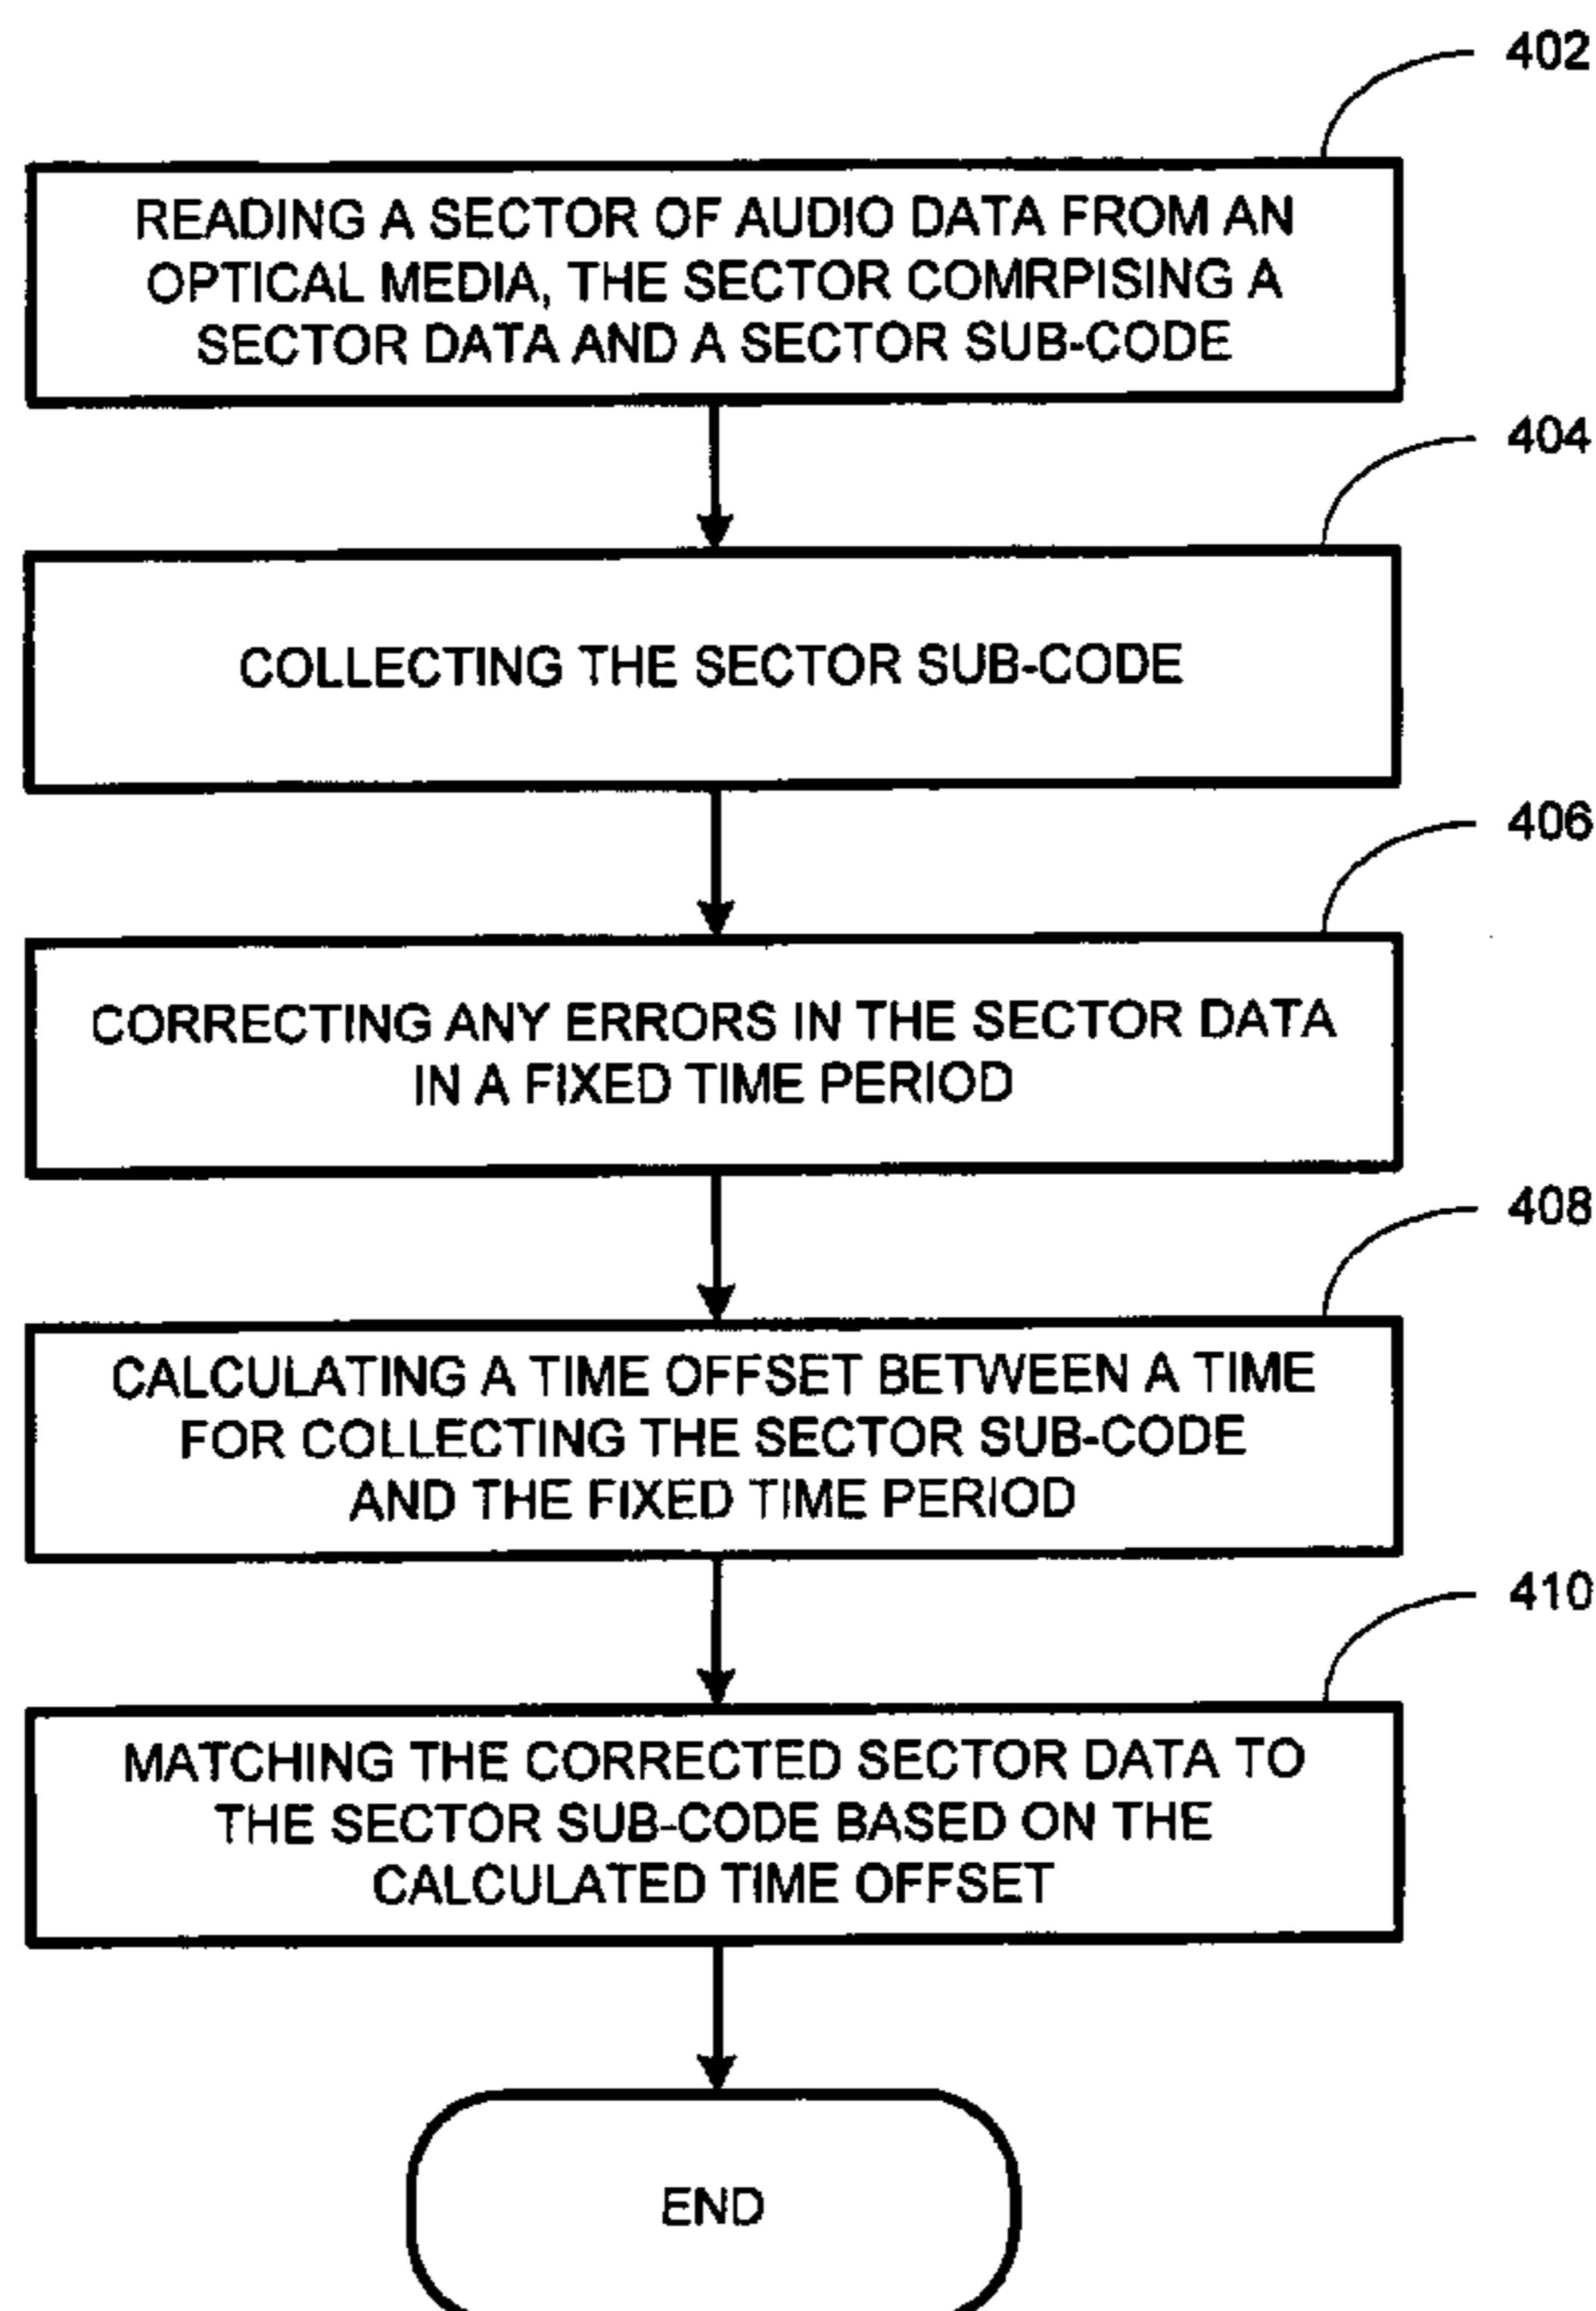 402
READING A SECTOR OF AUDIO DATA FROM AN
OPTICAL MEDIA, THE SECTOR COMRPISING A
SECTOR DATA AND A SECTOR SUB-CODE
404
COLLECTING THE SECTOR SUB-CODE
406
CORRECTING ANY ERRORS IN THE SECTOR DATA
IN A FIXED TIME PERIOD
408
CALCULATING A TIME OFFSET BETWEEN A TIME
FOR COLLECTING THE SECTOR SUB-CODE
AND THE FIXED TIME PERIOD
410
MATCHING THE CORRECTED SECTOR DATA TO
THE SECTOR SUB-CODE BASED ON THE
CALCULATED TIME OFFSET
END